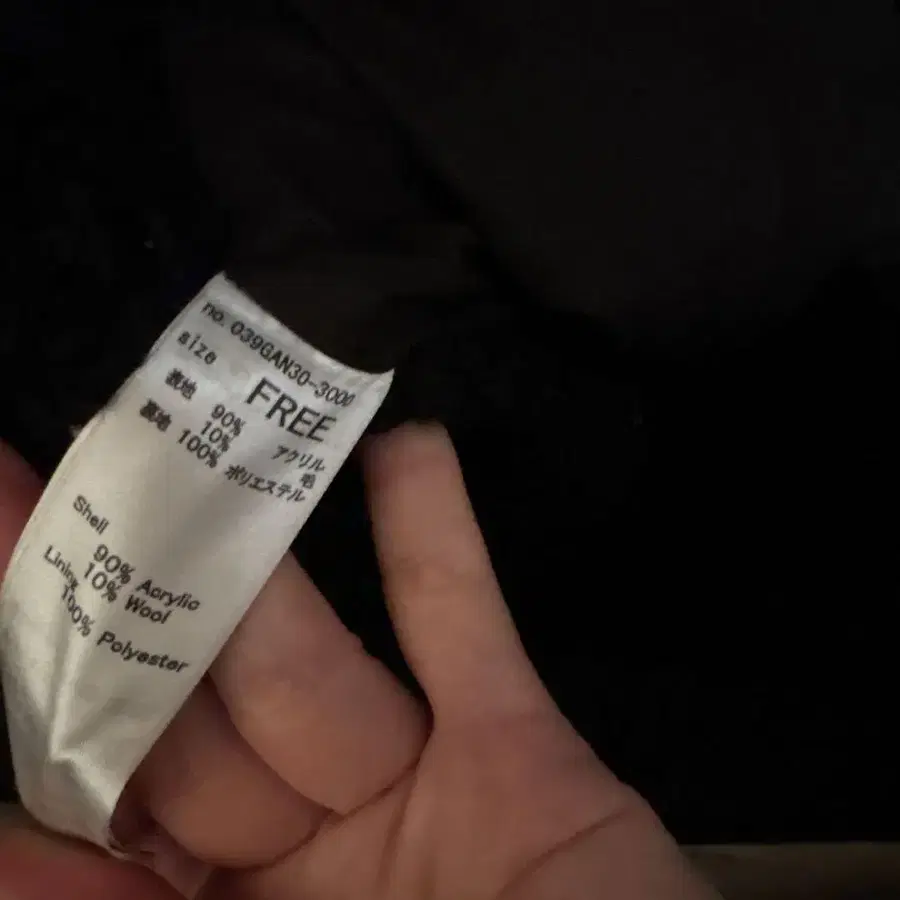 no. 039GAN30-3000
size FREE
表地 90% アクリル
10% 毛
裏地 100% ポリエステル
Shell
90% Acrylic
10% Wool
Lining
100% Polyester